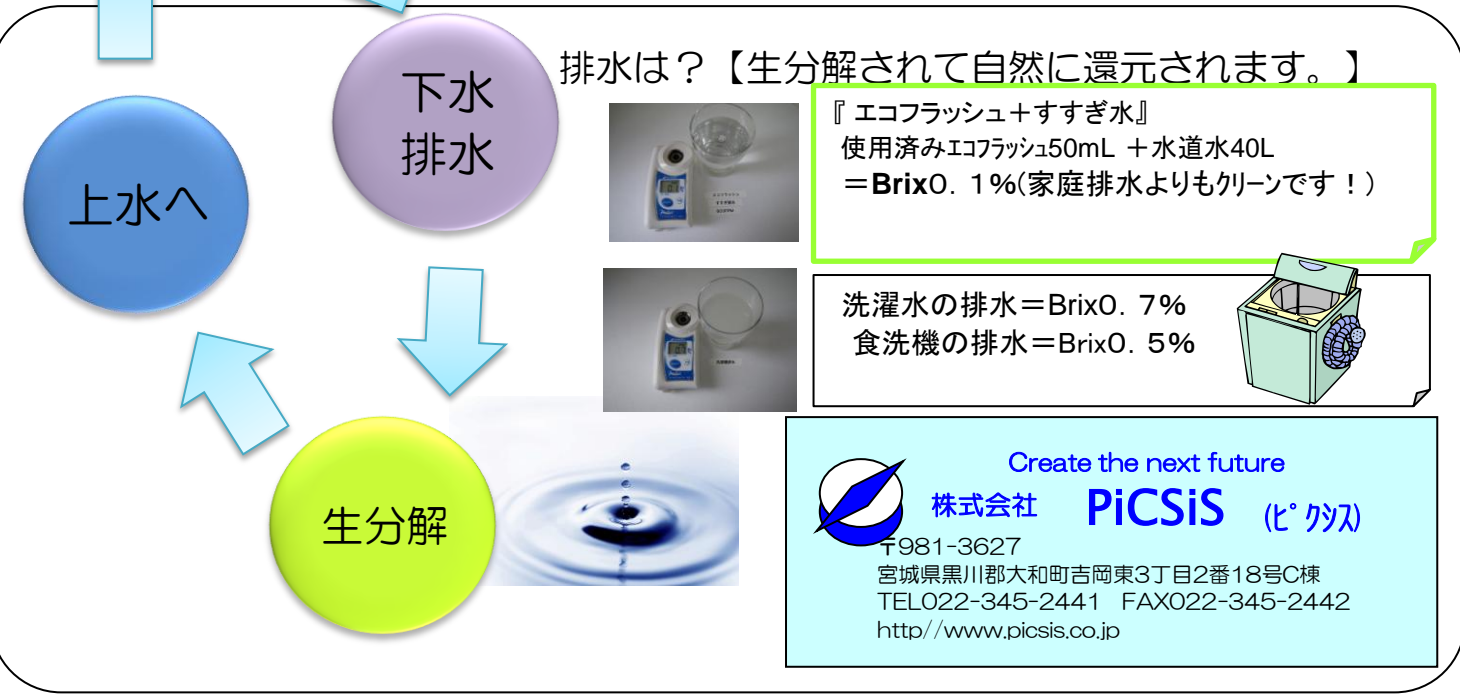 排水は？【生分解されて自然に還元されます。】
下水
排水
上水へ
生分解
『 エコフラッシュ＋すすぎ水』
使用済みｴｺﾌﾗｯｼｭ50mL ＋水道水40L
＝Brix０．１％(家庭排水よりもｸﾘｰﾝです！)
洗濯水の排水＝Brix０．７％
食洗機の排水＝Brix０．５％
Create the next future
株式会社 PiCSiS (ﾋﾟｸｼｽ)
〒981-3627
宮城県黒川郡大和町吉岡東3丁目2番18号C棟
TEL022-345-2441 FAX022-345-2442
http//www.picsis.co.jp